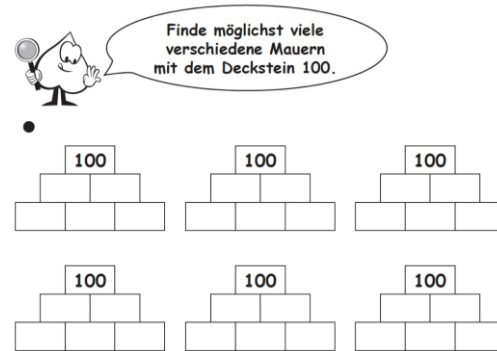 Finde möglichst viele
verschiedene Mauern
mit dem Deckstein 100.
100 100 100
100 100 100